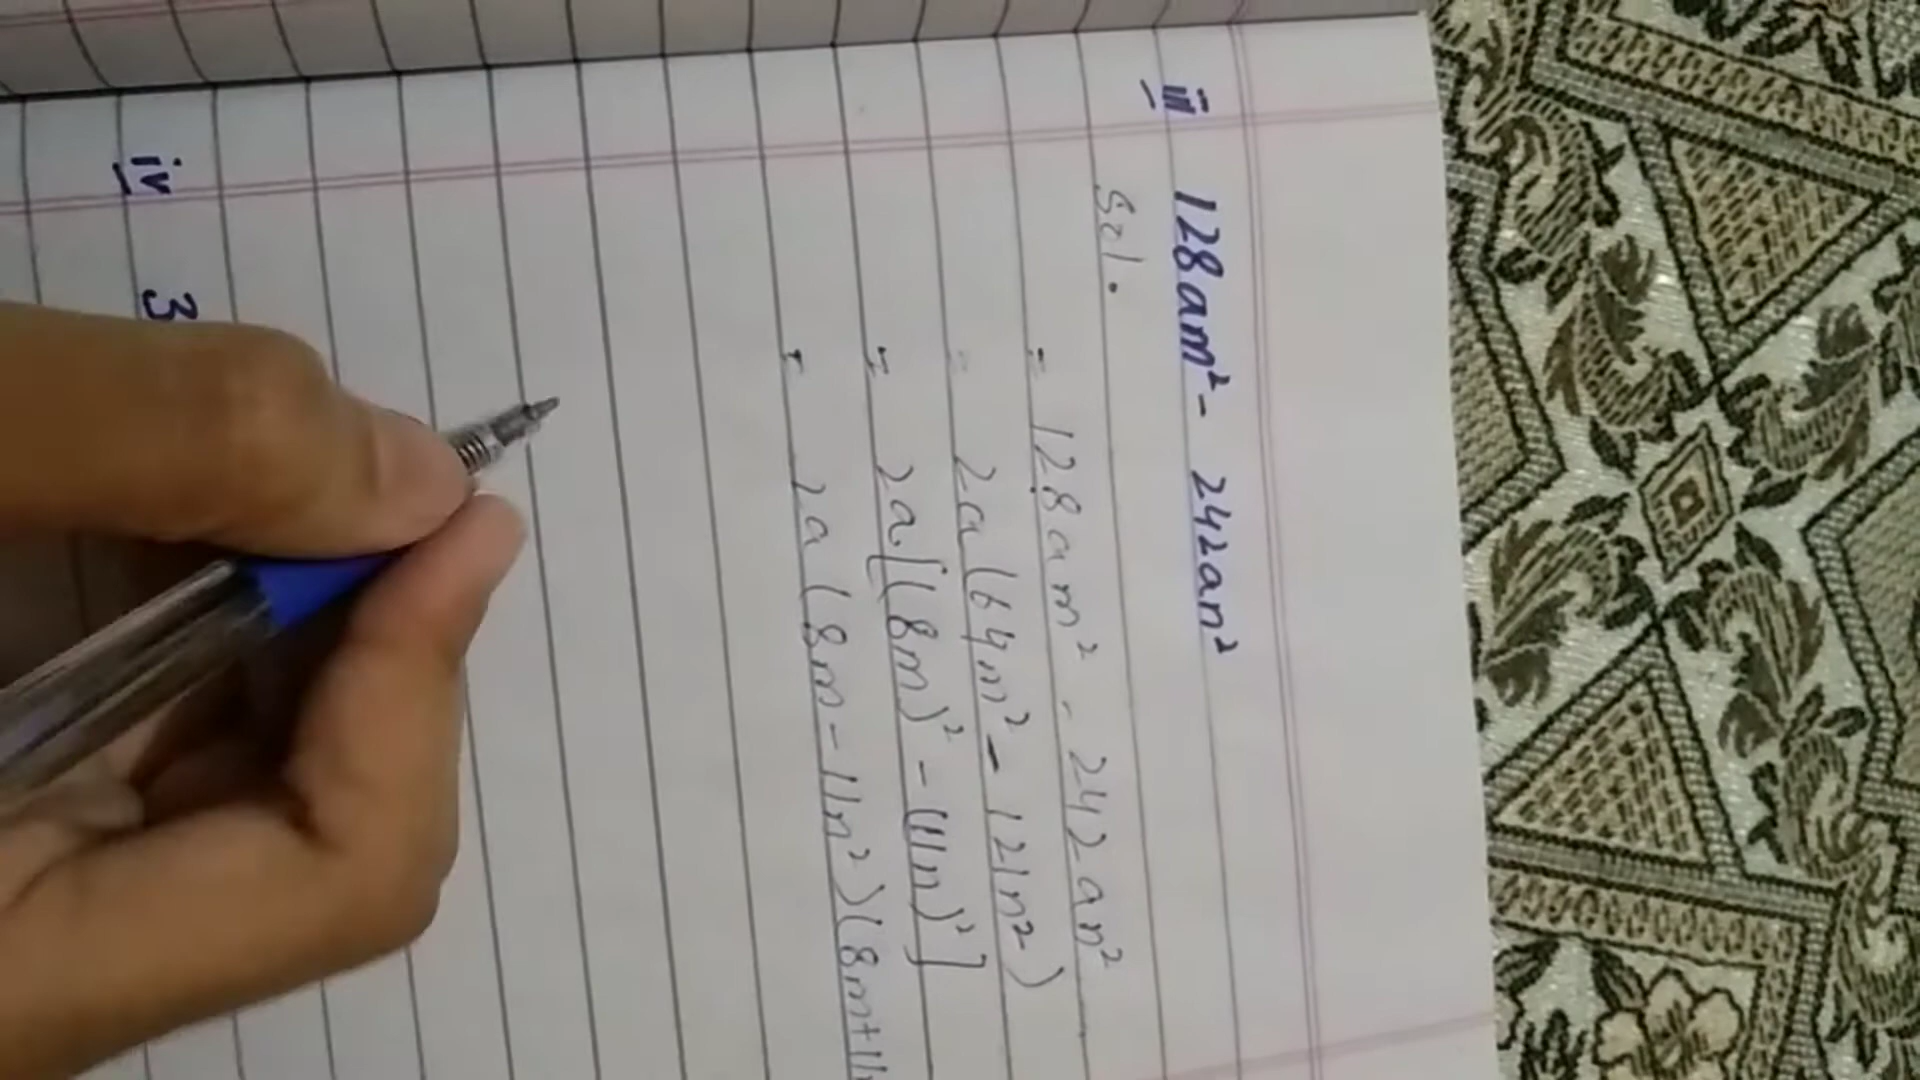 iii 128am² - 242an²
Sol.
= 128am² - 242an²
= 2a(64m² - 121n²)
= 2a[(8m)² - (11n)²]
= 2a(8m - 11n²)(8m+11
iv 3